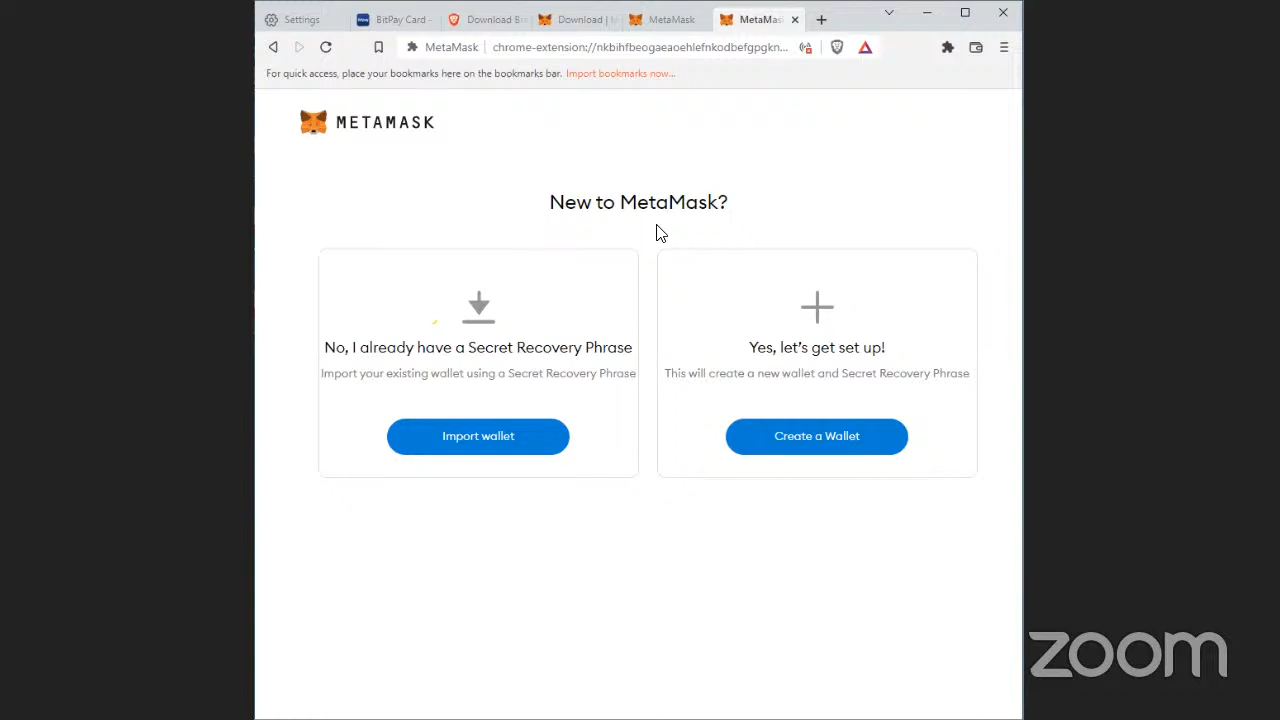 Settings
BitPay Card -
Download Br
Download | M
MetaMask
MetaMas
MetaMask
chrome-extension://nkbihfbeogaeaoehlefnkodbefgpgkn...
For quick access, place your bookmarks here on the bookmarks bar. Import bookmarks now...
METAMASK
New to MetaMask?
No, I already have a Secret Recovery Phrase
Import your existing wallet using a Secret Recovery Phrase
Import wallet
Yes, let's get set up!
This will create a new wallet and Secret Recovery Phrase
Create a Wallet
zoom